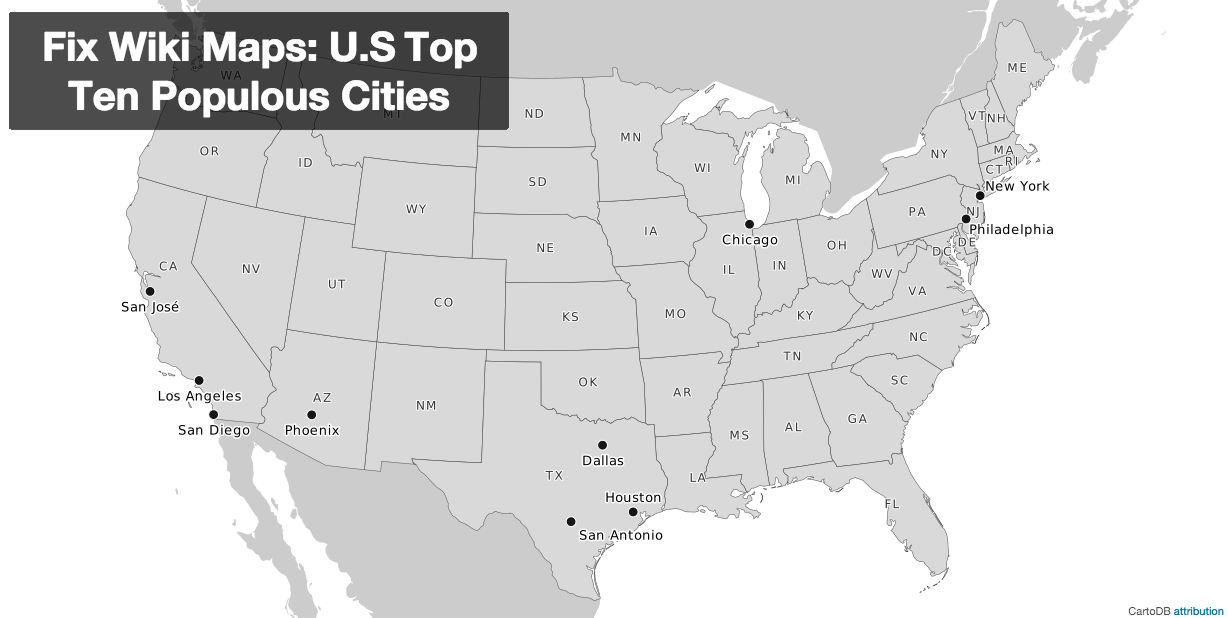 Fix Wiki Maps: U.S Top
Ten Populous Cities
WA
MT
ND
MN
ME
VT
NH
OR
ID
SD
WI
MI
NY
MA
RI
CT
New York
WY
IA
PA
NJ
Philadelphia
NE
Chicago
OH
DE
DC
CA
NV
UT
CO
IL
IN
WV
VA
San José
KS
MO
KY
NC
TN
Los Angeles
AZ
NM
OK
AR
SC
San Diego
Phoenix
MS
AL
GA
Dallas
TX
LA
Houston
FL
San Antonio
CartoDB attribution